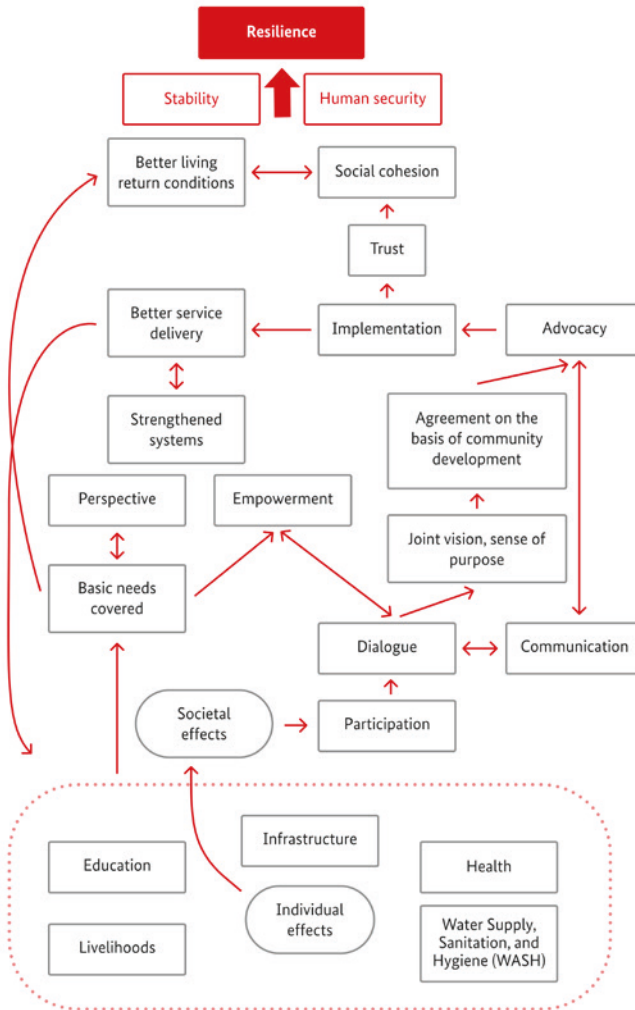 Resilience
Stability
Human security
Better living
return conditions
Social cohesion
Trust
Better service
delivery
Implementation
Advocacy
Strengthened
systems
Agreement on the
basis of community
development
Perspective
Empowerment
Joint vision, sense of
purpose
Basic needs
covered
Dialogue
Communication
Societal
effects
Participation
Infrastructure
Education
Health
Individual
effects
Livelihoods
Water Supply,
Sanitation, and
Hygiene (WASH)